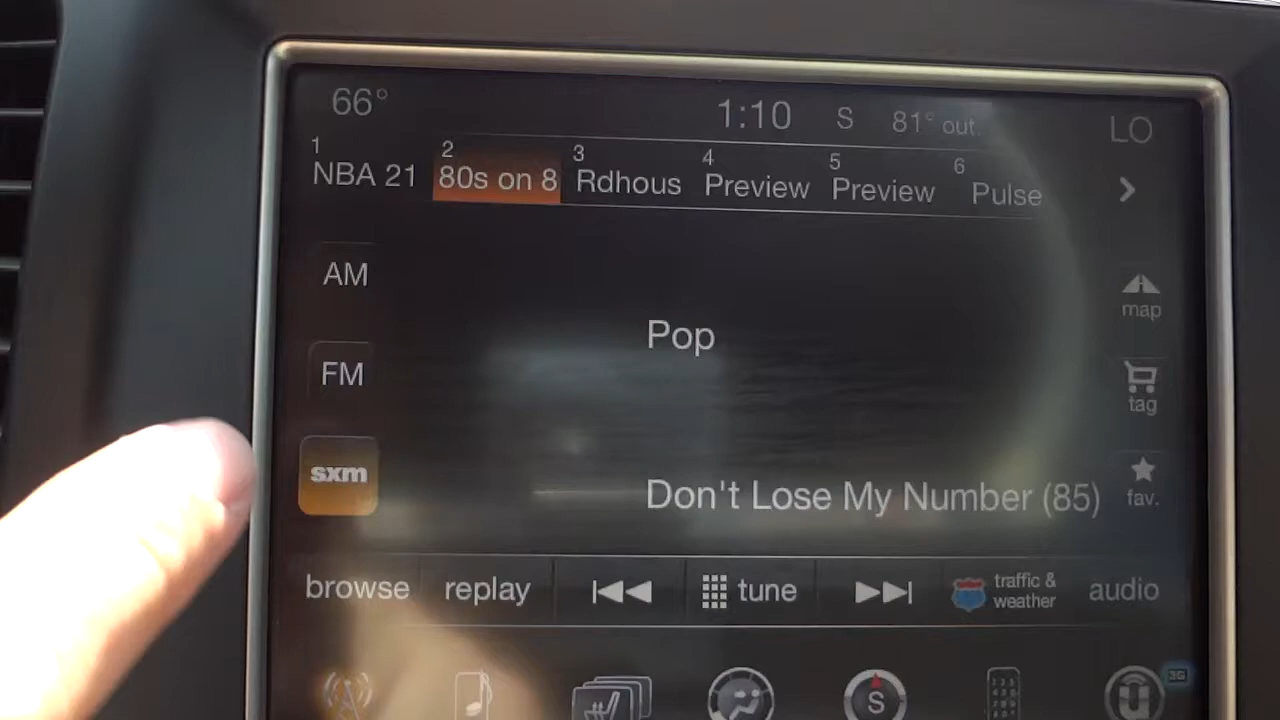 66° 1:10 S 81° out. LO
1 2 3 4 5 6
NBA 21 80s on 8 Rdhous Preview Preview Pulse
AM
map
Pop
FM
tag
sxm
Don't Lose My Number (85)
fav.
browse replay tune traffic & weather audio
S
3G